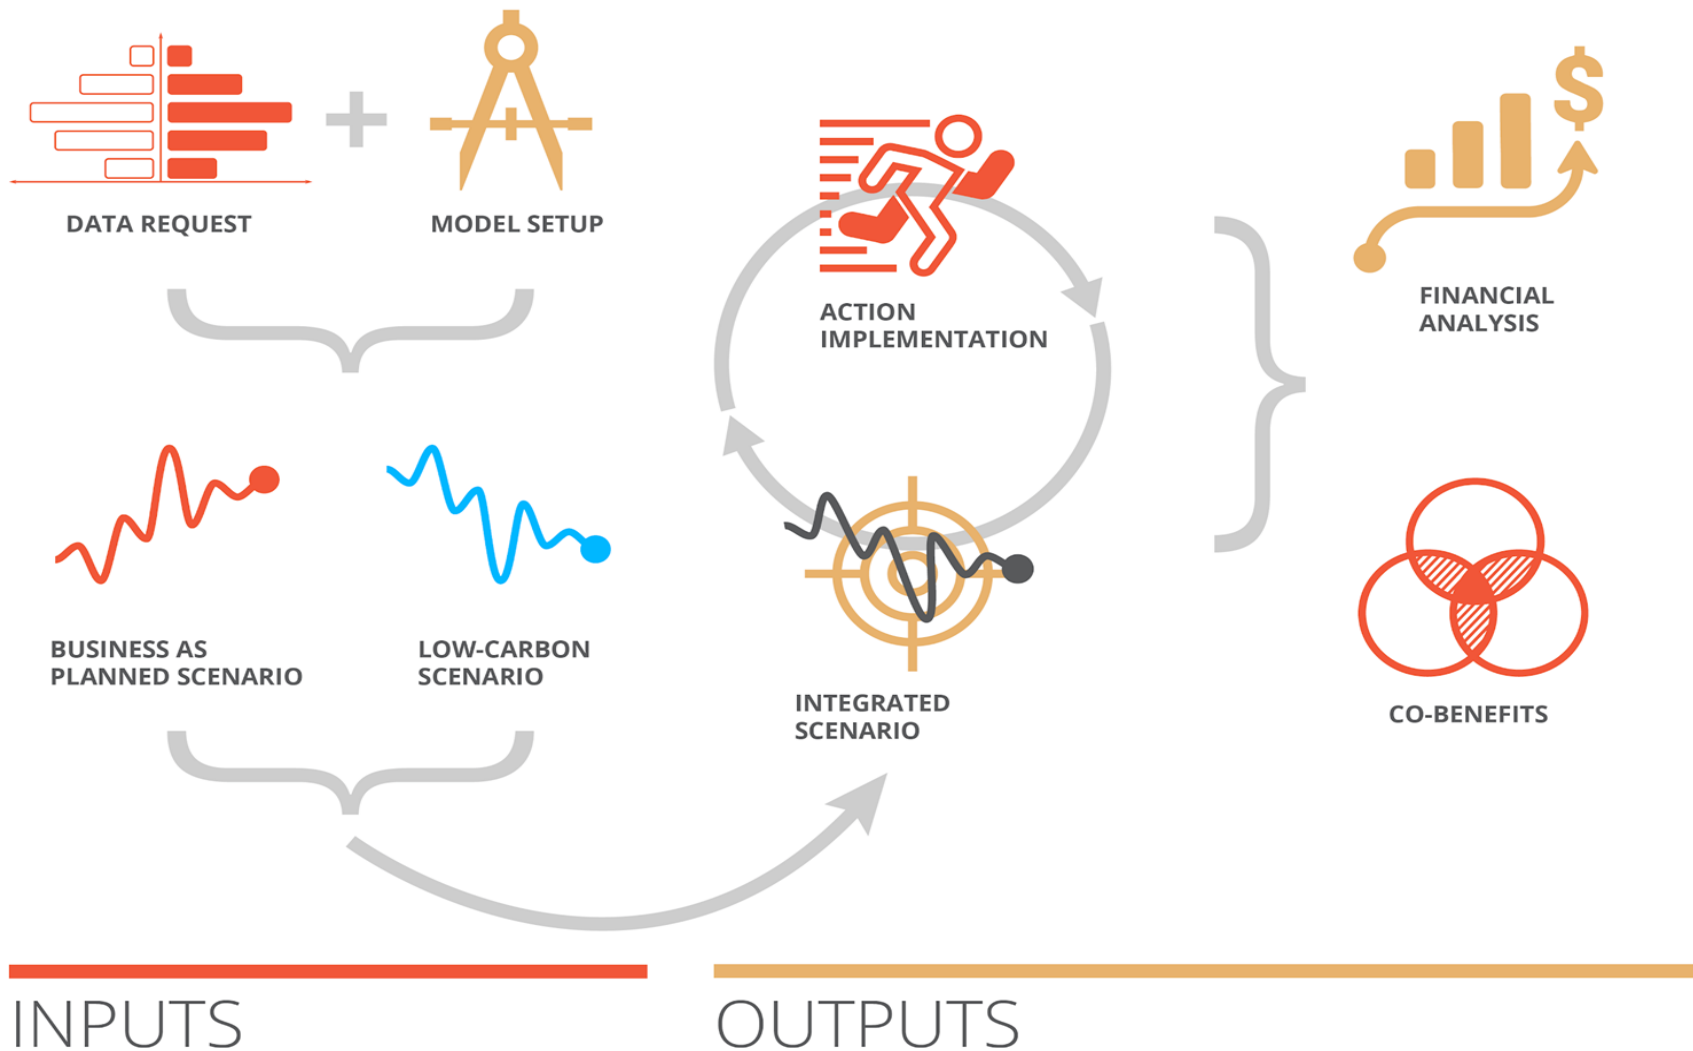 DATA REQUEST
MODEL SETUP
BUSINESS AS
PLANNED SCENARIO
LOW-CARBON
SCENARIO
INPUTS
ACTION
IMPLEMENTATION
INTEGRATED
SCENARIO
$
FINANCIAL
ANALYSIS
CO-BENEFITS
OUTPUTS